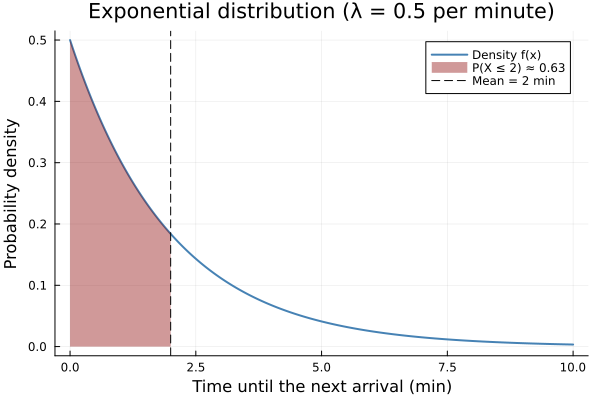 Exponential distribution (λ = 0.5 per minute)
Density f(x)
P(X ≤ 2) ≈ 0.63
Mean = 2 min
Probability density
0.5
0.4
0.3
0.2
0.1
0.0
0.0 2.5 5.0 7.5 10.0
Time until the next arrival (min)